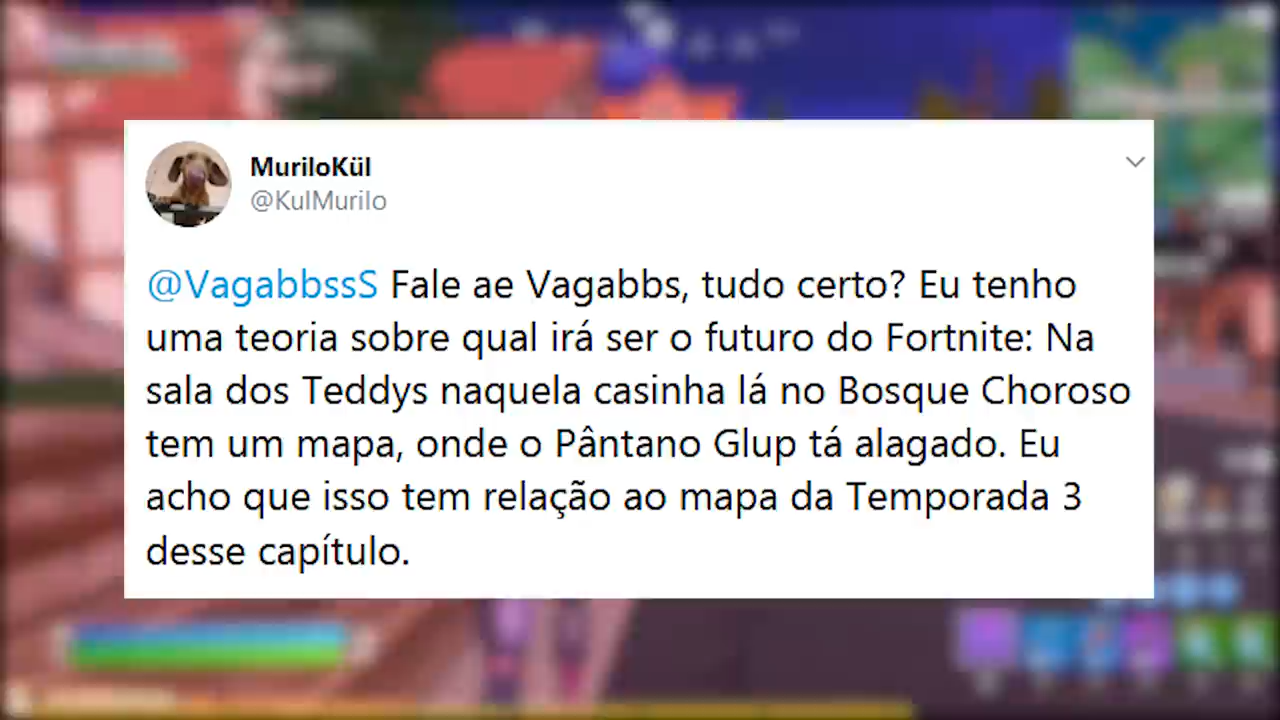 MuriloKül
@KulMurilo
@VagabbssS Fale ae Vagabbs, tudo certo? Eu tenho
uma teoria sobre qual irá ser o futuro do Fortnite: Na
sala dos Teddys naquela casinha lá no Bosque Choroso
tem um mapa, onde o Pântano Glup tá alagado. Eu
acho que isso tem relação ao mapa da Temporada 3
desse capítulo.